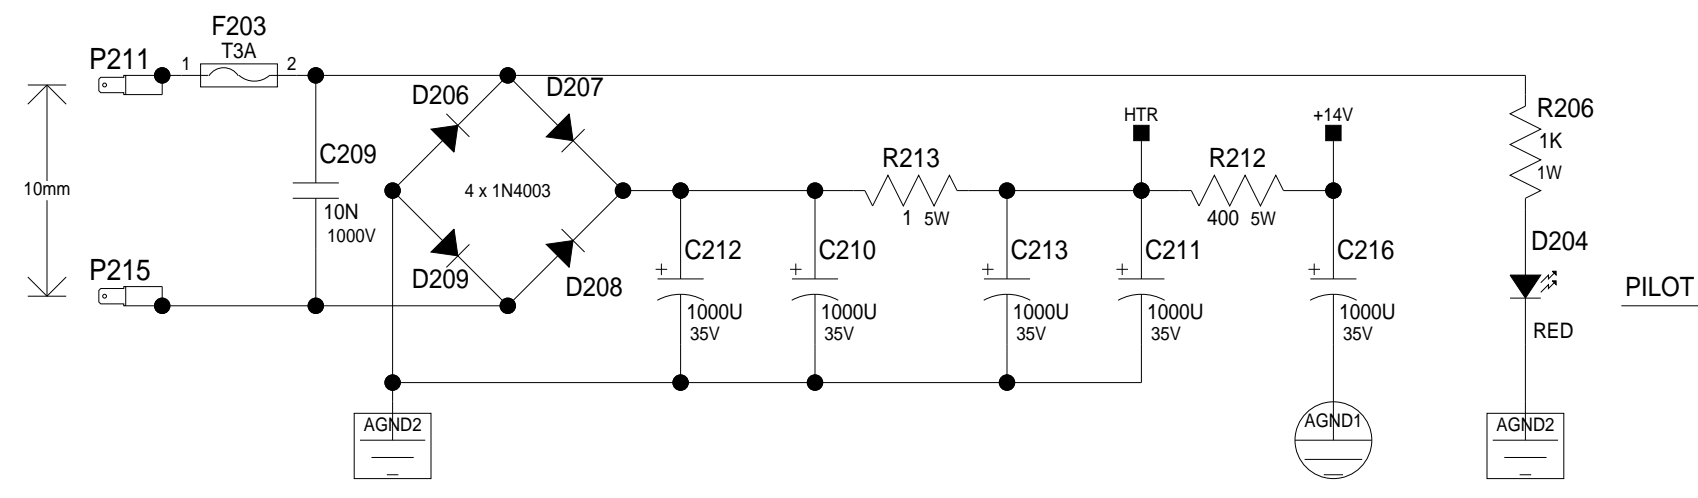 F203
T3A
P211
1
2
D206
D207
HTR
+14V
R206
1K
1W
C209
10N
1000V
4 x 1N4003
R213
1
5W
R212
400
5W
10mm
P215
D209
D208
C212
+
1000U
35V
C210
+
1000U
35V
C213
+
1000U
35V
C211
+
1000U
35V
C216
+
1000U
35V
D204
RED
PILOT
AGND2
AGND1
AGND2